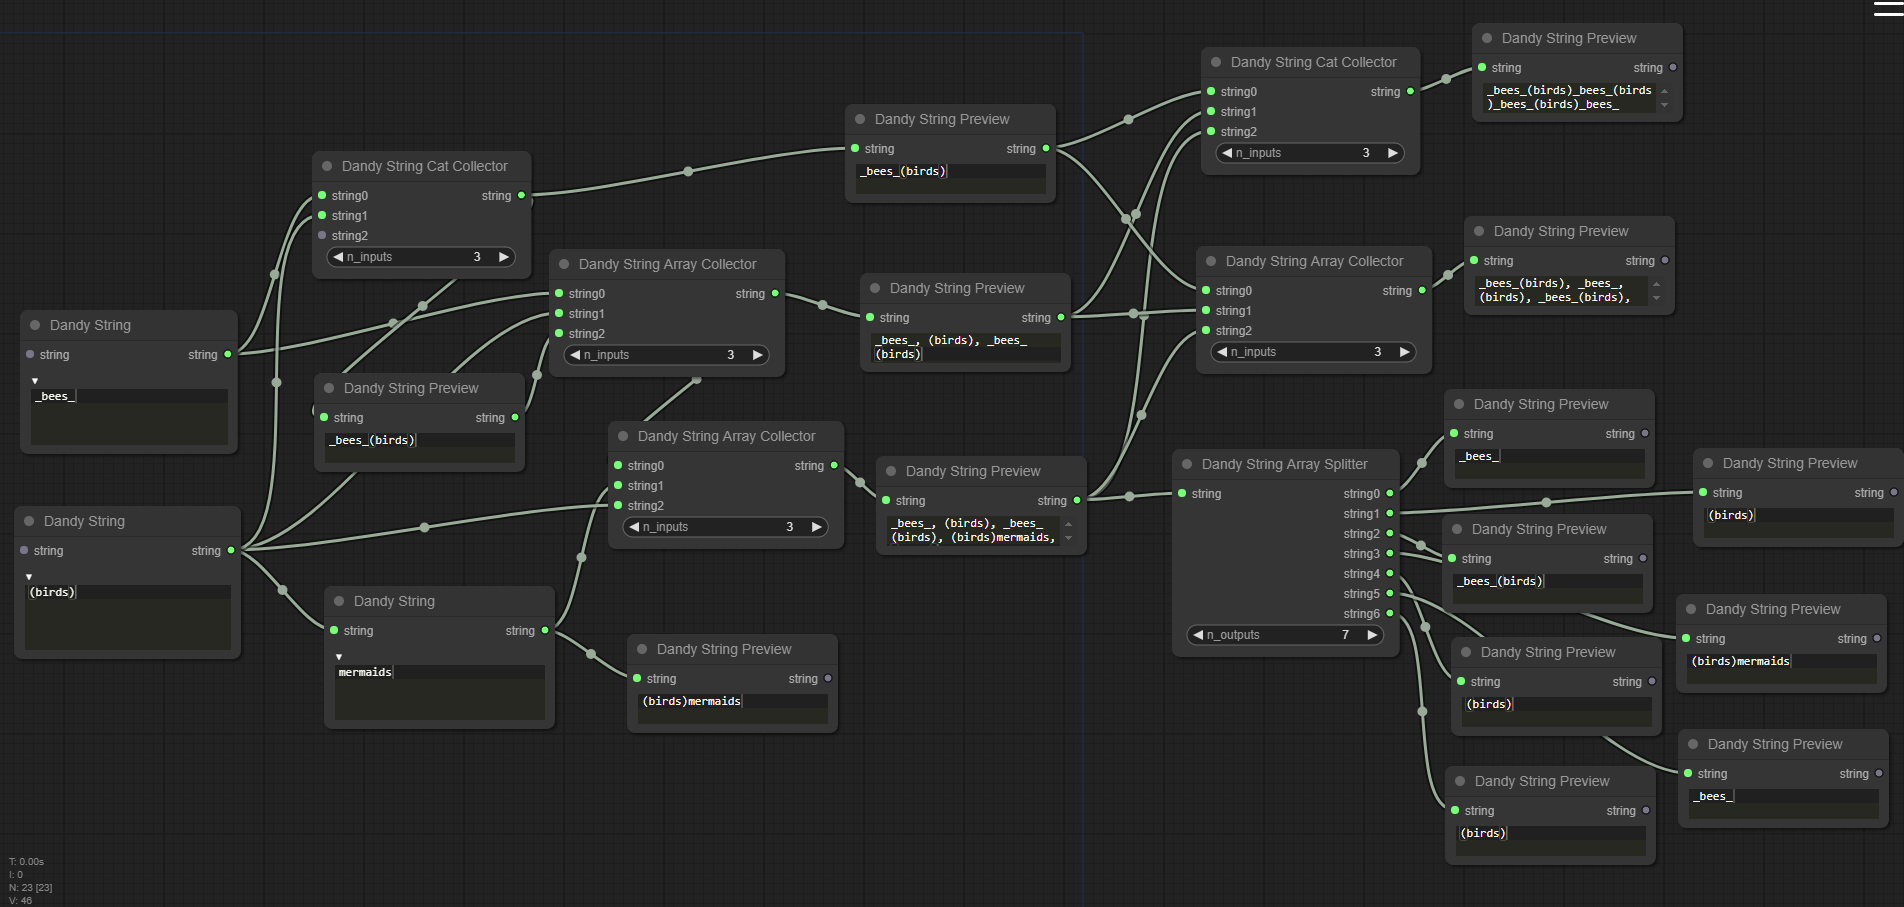 Dandy String Preview
string string
_bees_(birds)_bees_(birds
)_bees_(birds)_bees_
Dandy String Cat Collector
string0 string
string1
string2
n_inputs 3
Dandy String Preview
string string
_bees_(birds)
Dandy String Cat Collector
string0 string
string1
string2
n_inputs 3
Dandy String Preview
string string
_bees_(birds), _bees_,
(birds), _bees_(birds),
Dandy String Array Collector
string0 string
string1
string2
n_inputs 3
Dandy String Array Collector
string0 string
string1
string2
n_inputs 3
Dandy String Preview
string string
_bees_, (birds), _bees_
(birds)
Dandy String
string string
_bees_
Dandy String Preview
string string
_bees_(birds)
Dandy String Array Collector
string0 string
string1
string2
n_inputs 3
Dandy String Preview
string string
_bees_, (birds), _bees_
(birds), (birds)mermaids,
Dandy String Array Splitter
string string0
string1
string2
string3
string4
string5
string6
n_outputs 7
Dandy String Preview
string string
_bees_
Dandy String Preview
string string
(birds)
Dandy String Preview
string string
_bees_(birds)
Dandy String
string string
(birds)
Dandy String
string string
mermaids
Dandy String Preview
string string
(birds)mermaids
Dandy String Preview
string string
(birds)mermaids
Dandy String Preview
string string
(birds)
Dandy String Preview
string string
_bees_
Dandy String Preview
string string
(birds)
T: 0.00s
I: 0
N: 23 [23]
V: 46